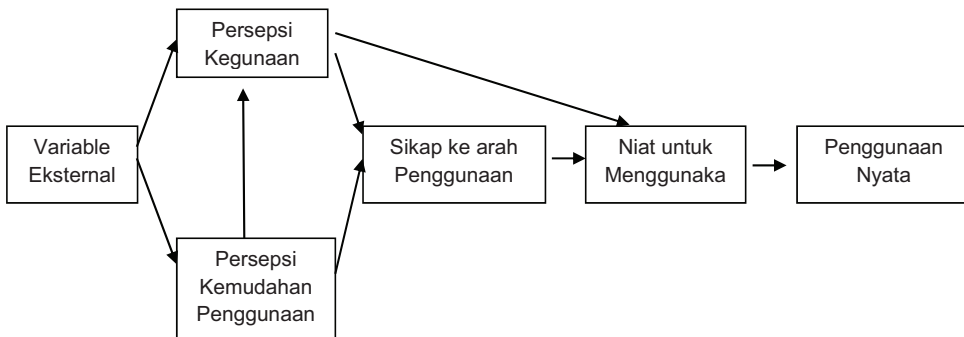 Persepsi
Kegunaan
Variable
Eksternal
Sikap ke arah
Penggunaan
Niat untuk
Menggunaka
Penggunaan
Nyata
Persepsi
Kemudahan
Penggunaan